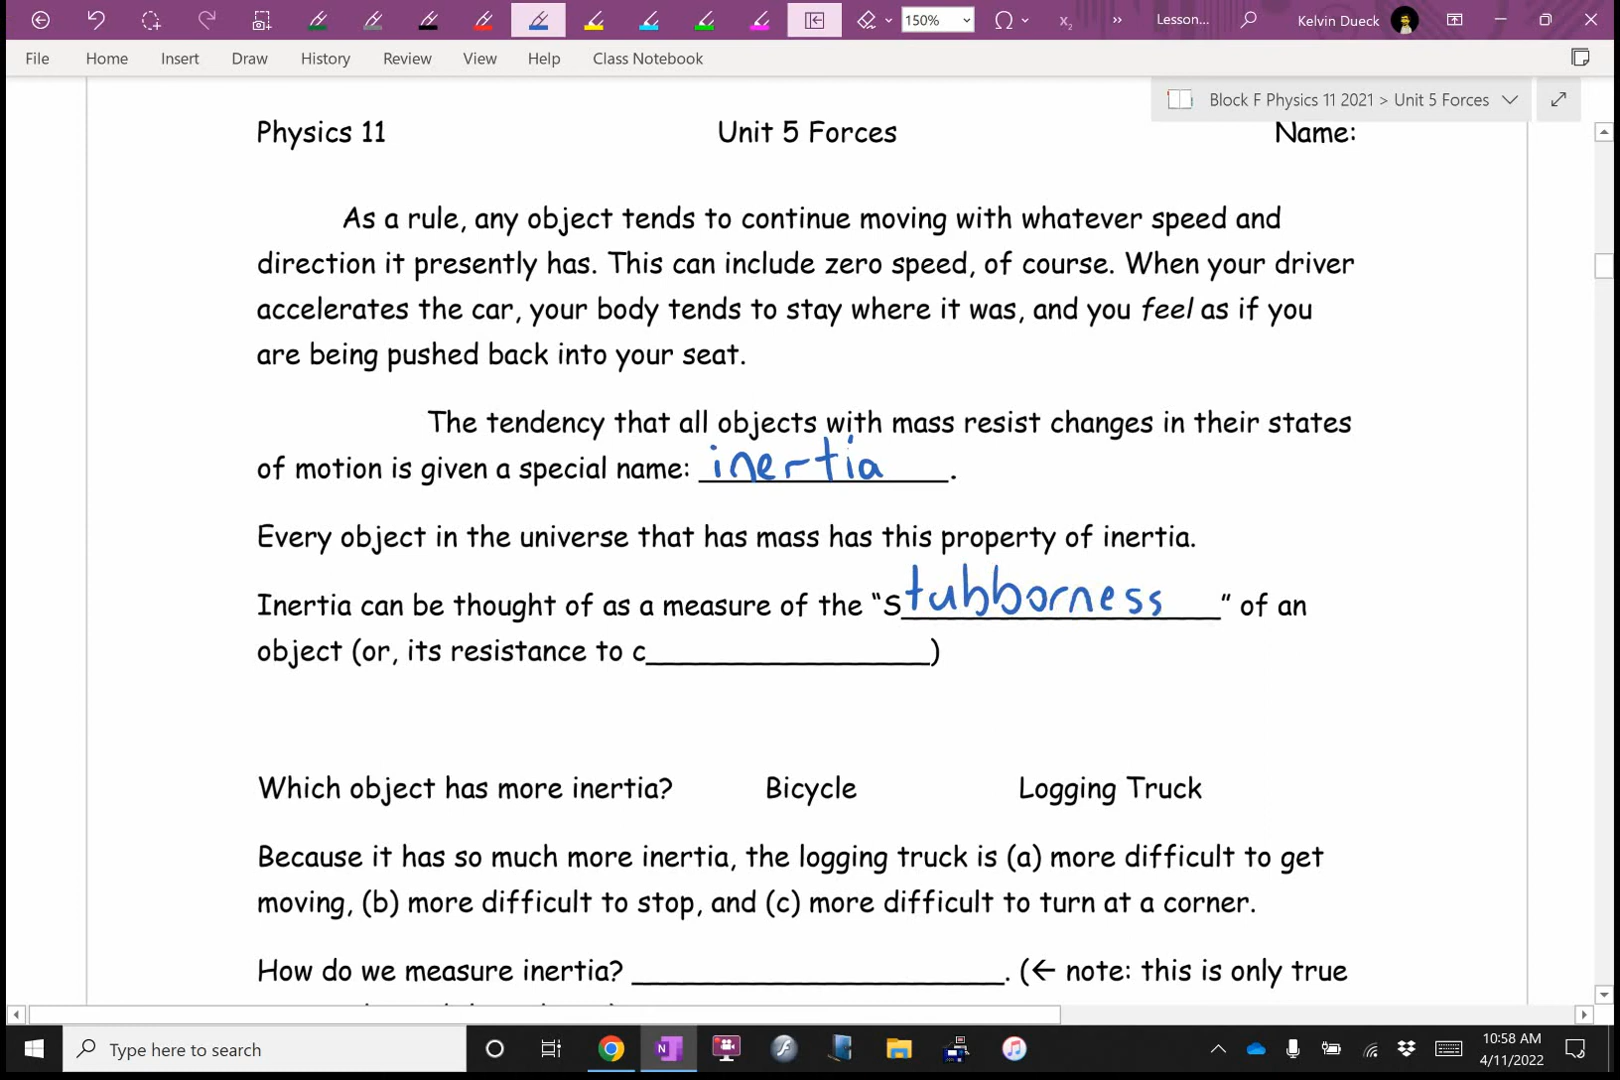 150% Ω x₂ » Lesson... Kelvin Dueck
File Home Insert Draw History Review View Help Class Notebook
Block F Physics 11 2021 > Unit 5 Forces
Physics 11 Unit 5 Forces Name:
As a rule, any object tends to continue moving with whatever speed and
direction it presently has. This can include zero speed, of course. When your driver
accelerates the car, your body tends to stay where it was, and you feel as if you
are being pushed back into your seat.
The tendency that all objects with mass resist changes in their states
of motion is given a special name: inertia.
Every object in the universe that has mass has this property of inertia.
Inertia can be thought of as a measure of the “stubborness” of an
object (or, its resistance to c_________________)
Which object has more inertia? Bicycle Logging Truck
Because it has so much more inertia, the logging truck is (a) more difficult to get
moving, (b) more difficult to stop, and (c) more difficult to turn at a corner.
How do we measure inertia? ______________________. (← note: this is only true
Type here to search 10:58 AM
4/11/2022